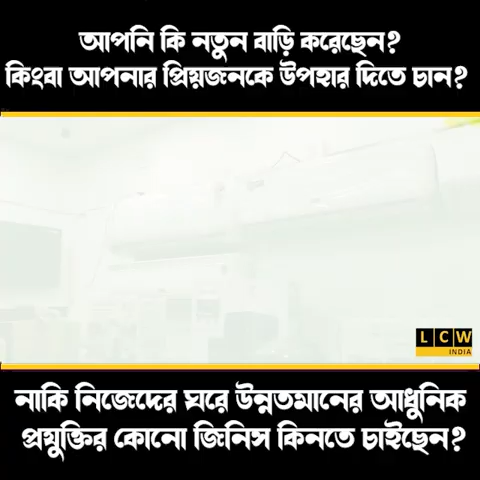 আপনি কি নতুন বাড়ি করেছেন?
কিংবা আপনার প্রিয়জনকে উপহার দিতে চান?
LCW
INDIA
নাকি নিজেদের ঘরে উন্নতমানের আধুনিক
প্রযুক্তির কোনো জিনিস কিনতে চাইছেন?